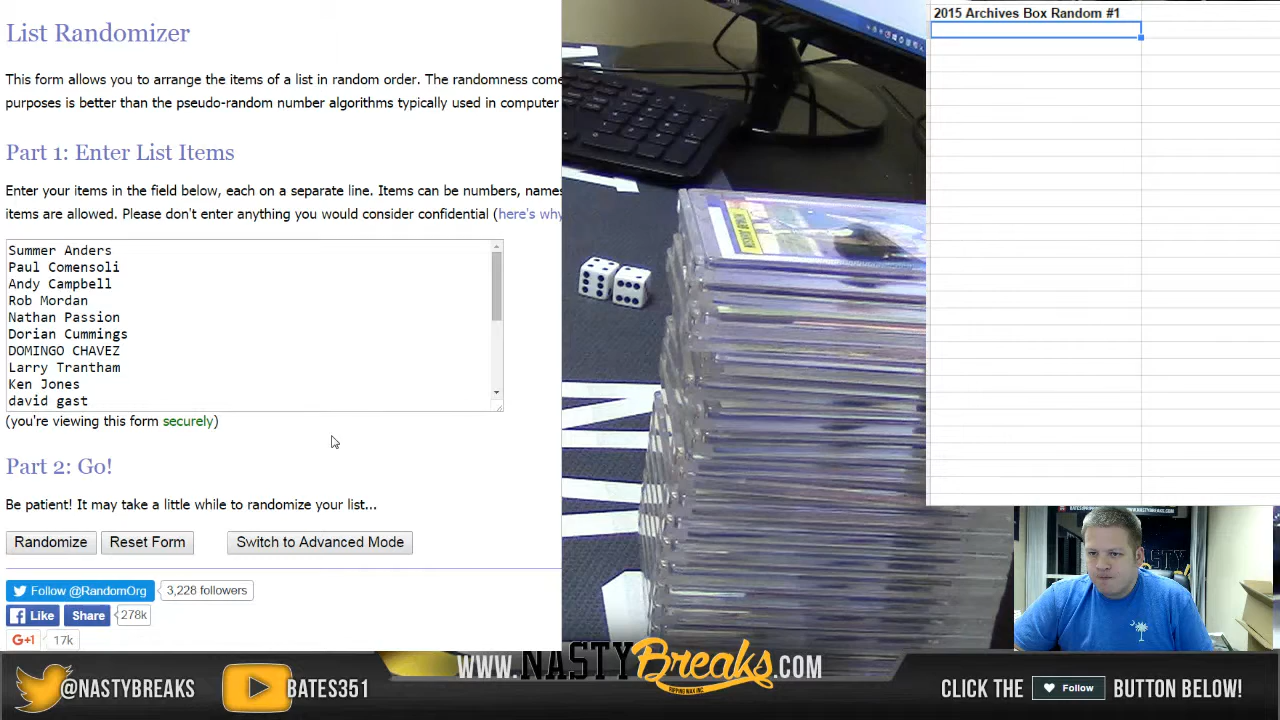 List Randomizer
This form allows you to arrange the items of a list in random order. The randomness come
purposes is better than the pseudo-random number algorithms typically used in computer
Part 1: Enter List Items
Enter your items in the field below, each on a separate line. Items can be numbers, names
items are allowed. Please don't enter anything you would consider confidential (here's why
Summer Anders
Paul Comensoli
Andy Campbell
Rob Mordan
Nathan Passion
Dorian Cummings
DOMINGO CHAVEZ
Larry Trantham
Ken Jones
david gast
(you're viewing this form securely)
Part 2: Go!
Be patient! It may take a little while to randomize your list...
Randomize
Reset Form
Switch to Advanced Mode
Follow @RandomOrg
3,228 followers
Like
Share
278k
G+1
17k
2015 Archives Box Random #1
@NASTYBREAKS
BATES351
WWW.NASTYBreaks.COM
RIPPING WAX INC
CLICK THE
Follow
BUTTON BELOW!